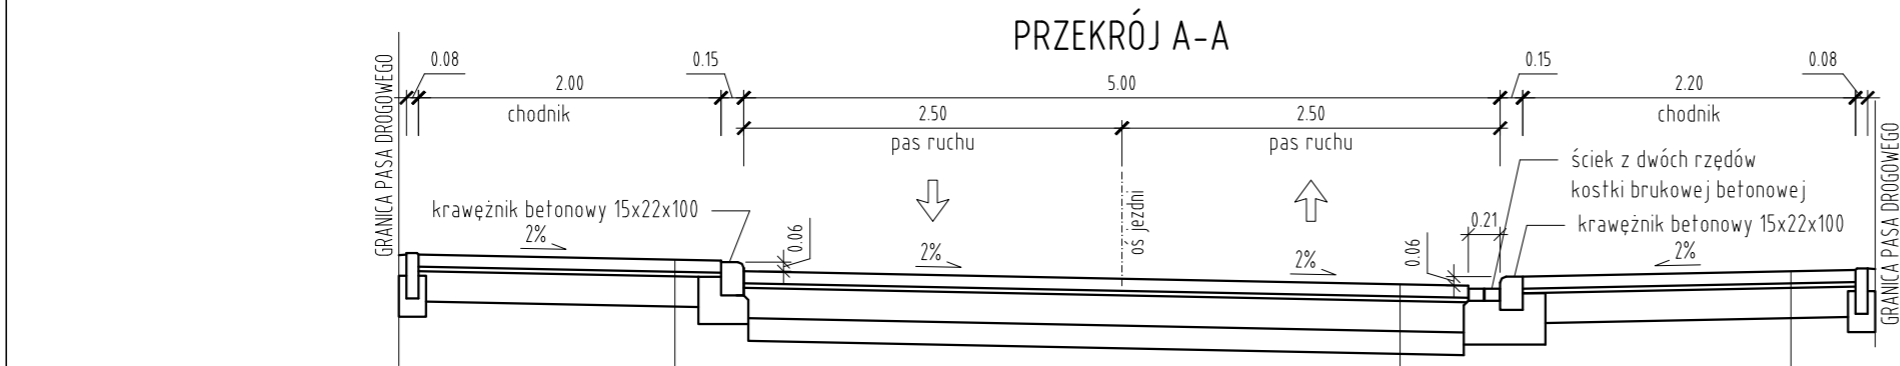 PRZEKRÓJ A-A
GRANICA PASA DROGOWEGO
0.08
2.00
0.15
5.00
0.15
2.20
0.08
chodnik
2.50
2.50
chodnik
pas ruchu
pas ruchu
GRANICA PASA DROGOWEGO
ściek z dwóch rzędów
kostki brukowej betonowej
krawężnik betonowy 15x22x100
oś jezdni
0.21
krawężnik betonowy 15x22x100
2%
0.06
2%
2%
0.06
2%